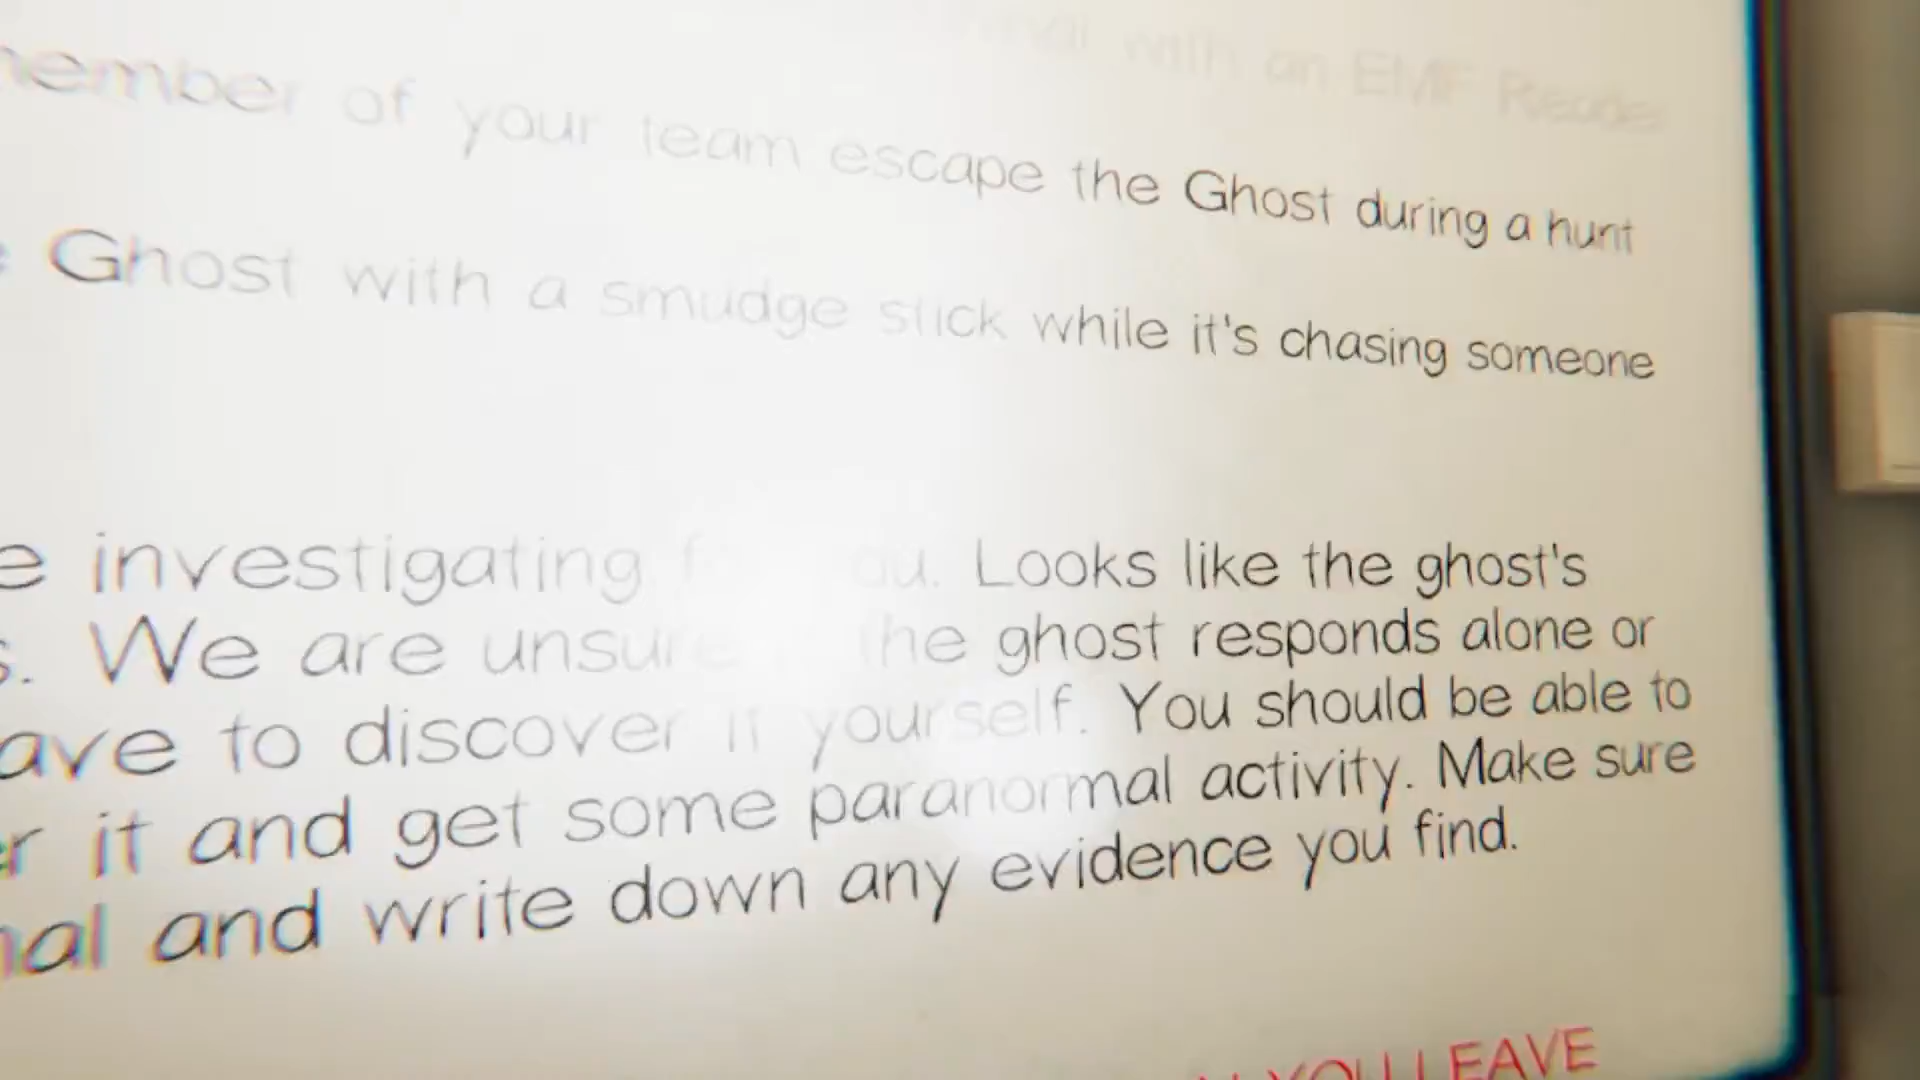 with an EMF Reader
of your team escape the Ghost during a hunt
Ghost with a smudge stick while it's chasing someone
investigating Looks like the ghost's
We are the ghost responds alone or
to discover yourself. You should be able to
it and get some paranormal activity. Make sure
and write down any evidence you find.
YOU LEAVE